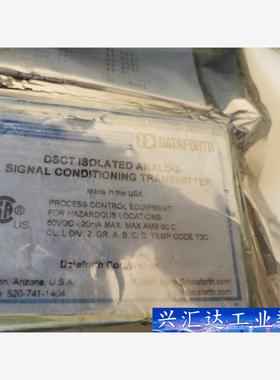 DATAFORTH
DSCT ISOLATED ANALOG
SIGNAL CONDITIONING TRANSMITTER
Made in the USA
PROCESS CONTROL EQUIPMENT
FOR HAZARDOUS LOCATIONS
60VDC - 20mA MAX. MAX AMB 80 C
CL. I, DIV. 2, GR. A, B, C, D, TEMP CODE T3C
US
Dataforth Corporation
on, Arizona, U.S.A.
520-741-1404
dataforth.com
兴汇达工业